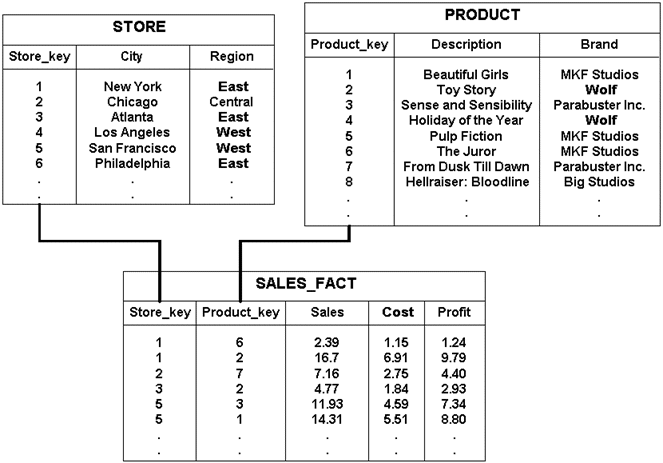 STORE
Store_key City Region
1 New York East
2 Chicago Central
3 Atlanta East
4 Los Angeles West
5 San Francisco West
6 Philadelphia East
. . .
. . .
PRODUCT
Product_key Description Brand
1 Beautiful Girls MKF Studios
2 Toy Story Wolf
3 Sense and Sensibility Parabuster Inc.
4 Holiday of the Year Wolf
5 Pulp Fiction MKF Studios
6 The Juror MKF Studios
7 From Dusk Till Dawn Parabuster Inc.
8 Hellraiser: Bloodline Big Studios
. . .
. . .
SALES_FACT
Store_key Product_key Sales Cost Profit
1 6 2.39 1.15 1.24
1 2 16.7 6.91 9.79
2 7 7.16 2.75 4.40
3 2 4.77 1.84 2.93
5 3 11.93 4.59 7.34
5 1 14.31 5.51 8.80
. . . . .
. . . . .